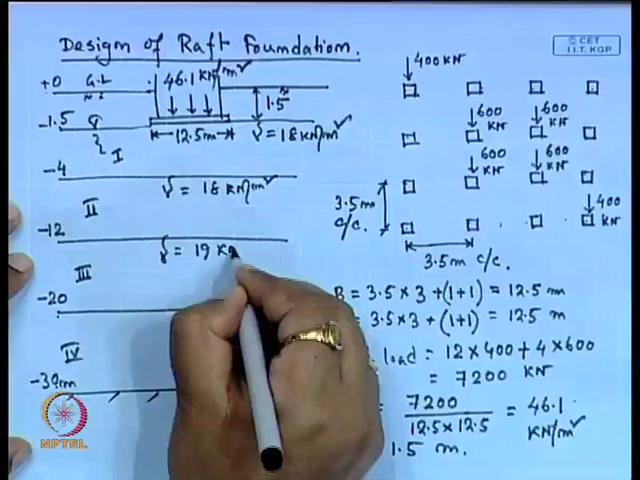 Design of Raft Foundation.
© CET
I.I.T. KGP
+0 G.L
46.1 KN/m²
400 KN
1.5 m
-1.5
12.5m
γ = 18 KN/m³
I
600 KN
600 KN
-4
γ = 18 KN/m³
600 KN
600 KN
II
3.5 m c/c.
400 KN
-12
γ = 19 K
3.5 m c/c.
III
B = 3.5 × 3 + (1+1) = 12.5 m
= 3.5 × 3 + (1+1) = 12.5 m
-20
load = 12 × 400 + 4 × 600
= 7200 KN
IV
= 7200 / 12.5 × 12.5 = 46.1 KN/m²
1.5 m.
NPTEL